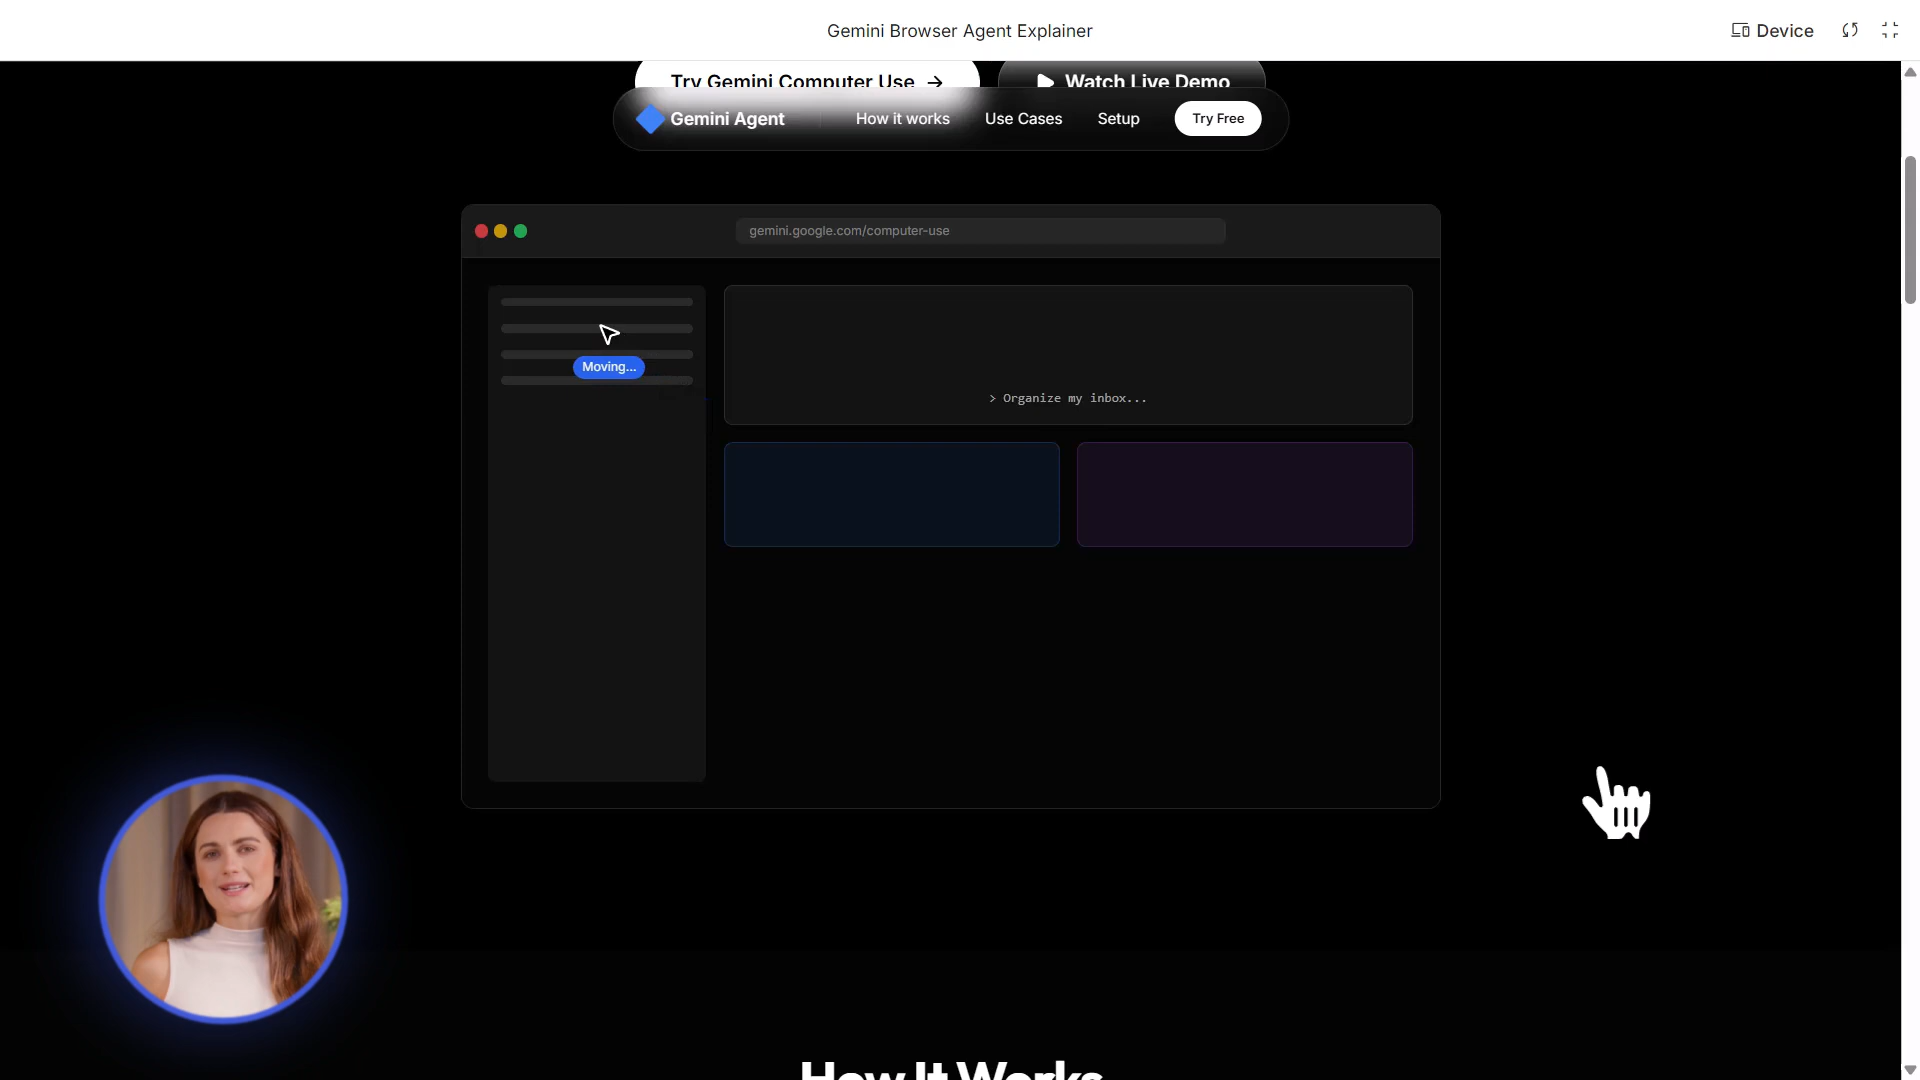 Gemini Browser Agent Explainer
Device
Try Gemini Computer Use →
Watch Live Demo
Gemini Agent
How it works
Use Cases
Setup
Try Free
gemini.google.com/computer-use
Moving...
> Organize my inbox...
How It Works